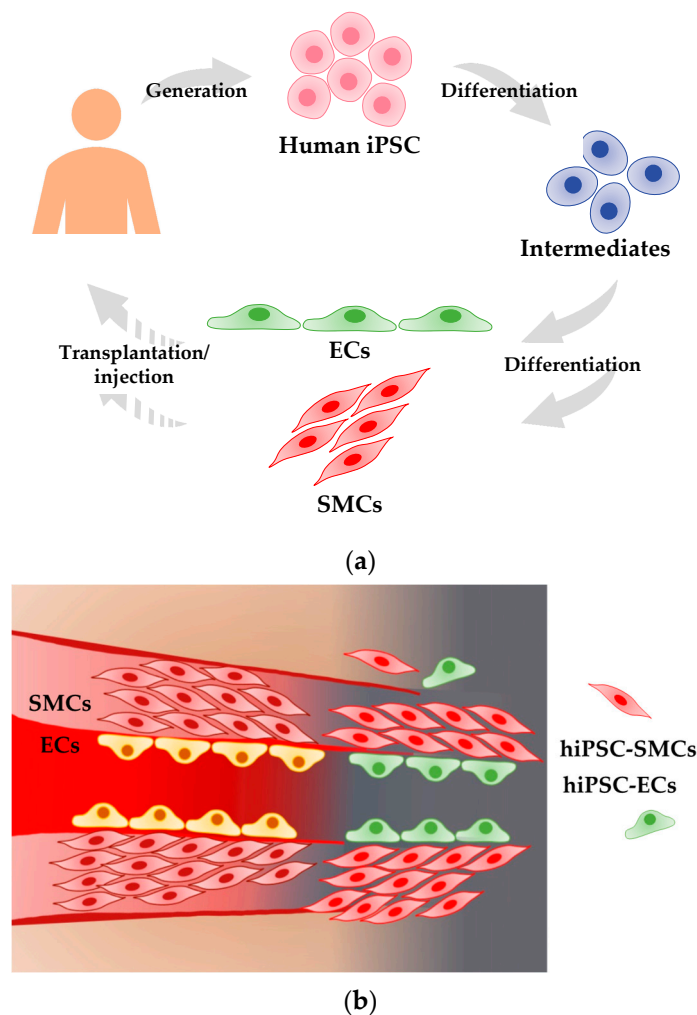 Generation
Differentiation
Human iPSC
Intermediates
ECs
Transplantation/
injection
Differentiation
SMCs
(a)
SMCs
ECs
hiPSC-SMCs
hiPSC-ECs
(b)